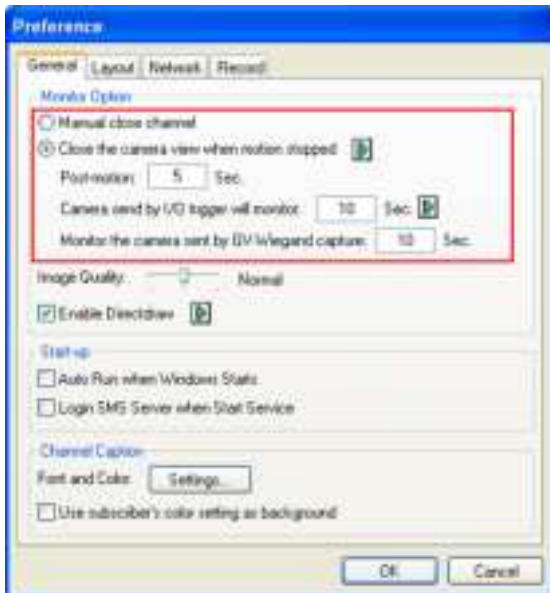 Preference
General Layout Network Record
Monitor Option
Manual close channel
Close the camera view when motion stopped
Post-motion: 5 Sec.
Camera send by I/O trigger will monitor: 10 Sec.
Monitor the camera sent by GV-Wiegand capture: 10 Sec.
Image Quality: Normal
Enable Directdraw
Start-up
Auto Run when Windows Starts
Login SMS Server when Start Service
Channel Caption
Font and Color: Settings...
Use subscriber's color setting as background
OK Cancel